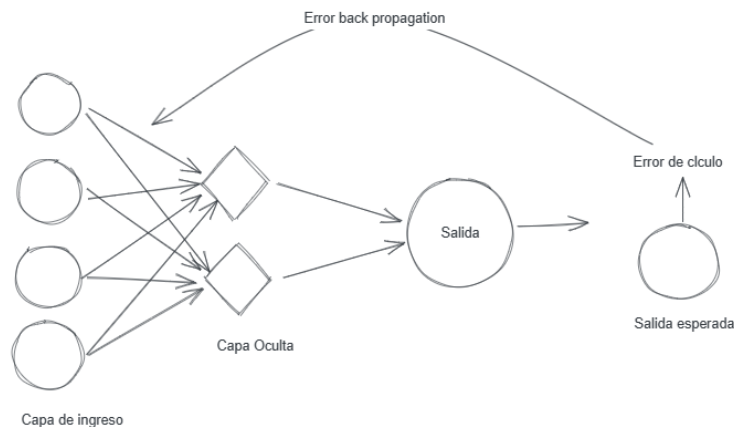 Error back propagation
Error de clculo
Salida
Salida esperada
Capa Oculta
Capa de ingreso